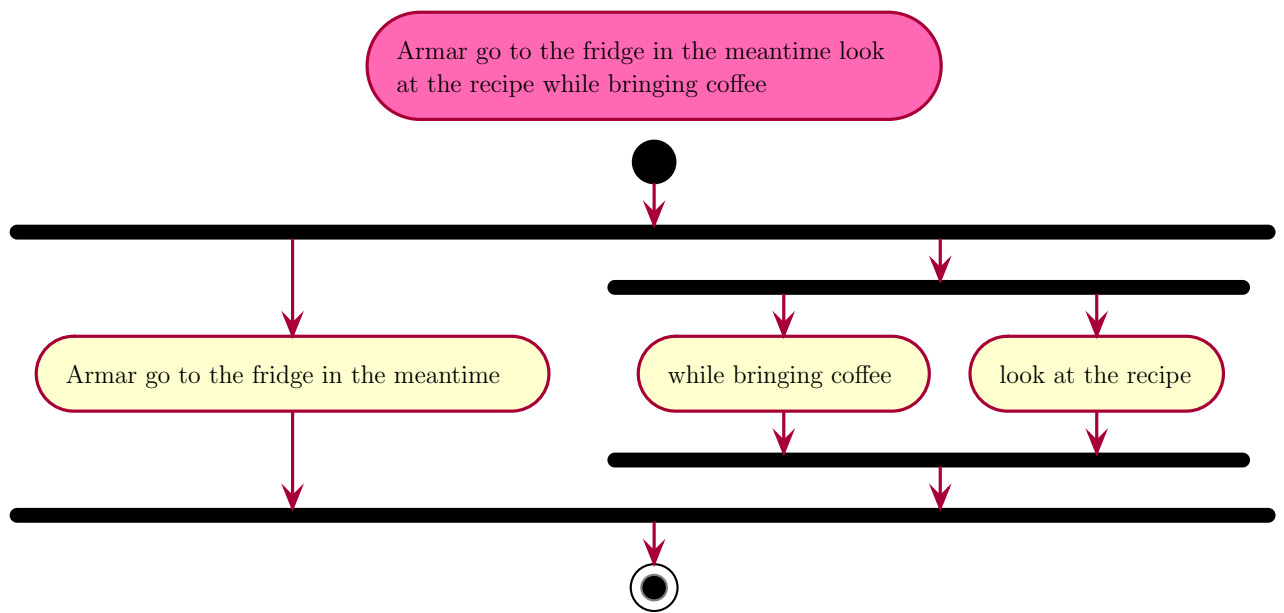 Armar go to the fridge in the meantime look
at the recipe while bringing coffee
Armar go to the fridge in the meantime
while bringing coffee
look at the recipe